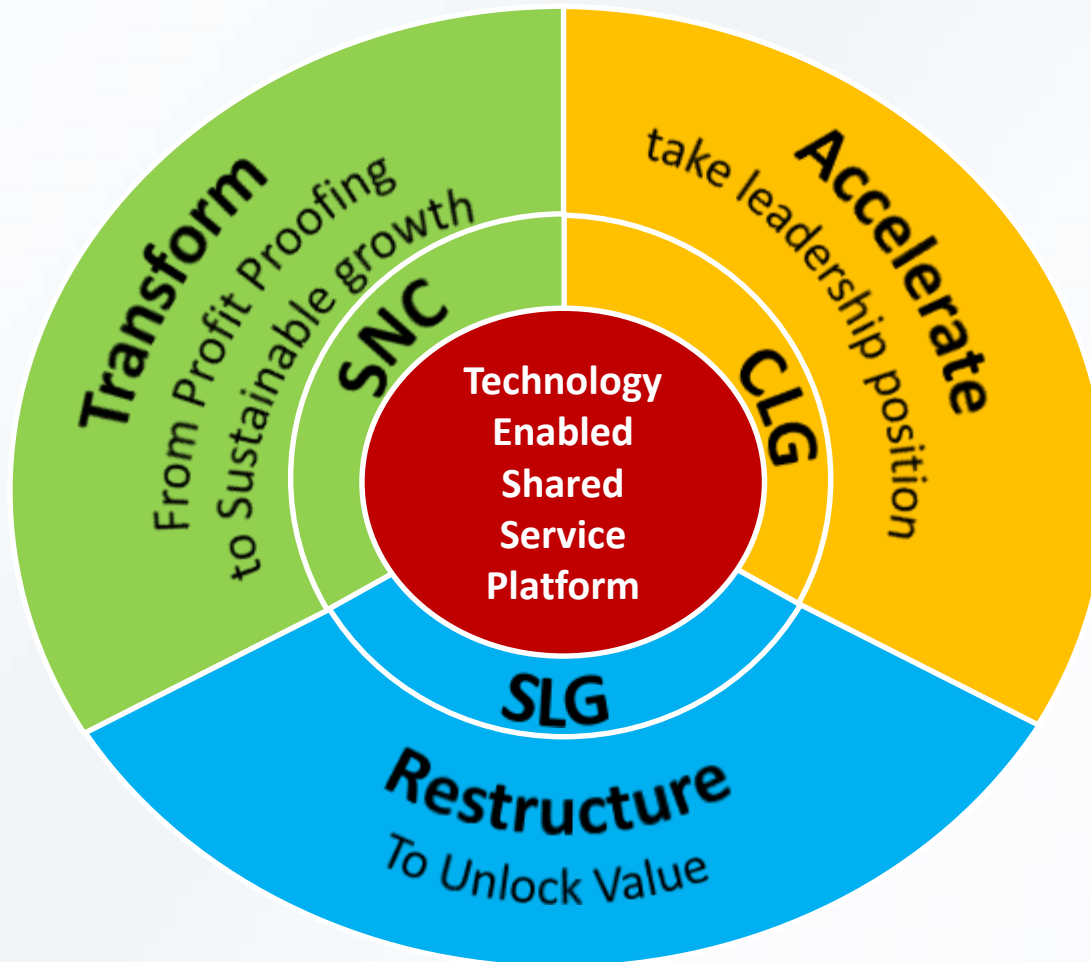 Transform
From Profit Proofing
to Sustainable growth
SNC
Accelerate
take leadership position
CLG
Technology
Enabled
Shared
Service
Platform
SLG
Restructure
To Unlock Value